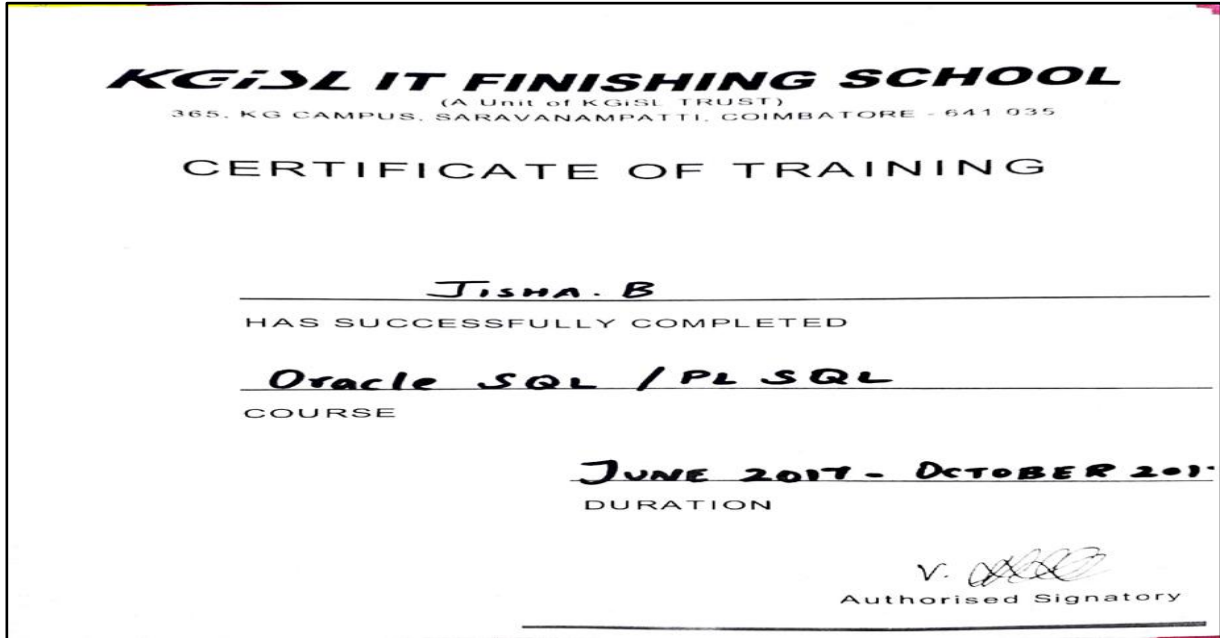 KGiSL IT FINISHING SCHOOL
(A Unit of KGiSL TRUST)
365, KG CAMPUS, SARAVANAMPATTI, COIMBATORE - 641 035
CERTIFICATE OF TRAINING
JISHA. B
HAS SUCCESSFULLY COMPLETED
Oracle SQL / PL SQL
COURSE
JUNE 2017 - OCTOBER
DURATION
V.
Authorised Signatory